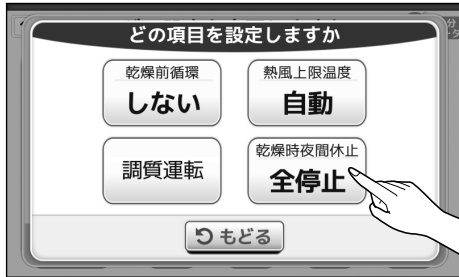 どの項目を設定しますか
乾燥前循環
しない
熱風上限温度
自動
調質運転
乾燥時夜間休止
全停止
もどる